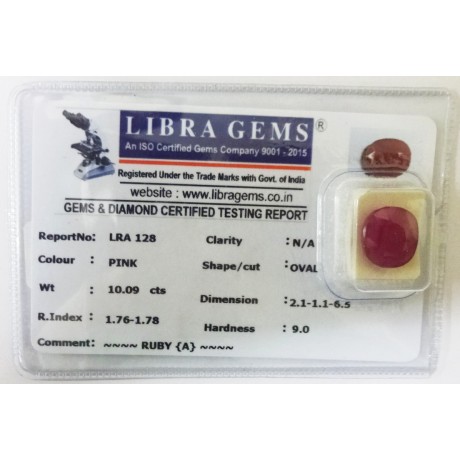 LIBRA GEMS ®
An ISO Certified Gems Company 9001 - 2015
Registered Under the Trade Marks with Govt. of India
website : www.libragems.co.in
GEMS & DIAMOND CERTIFIED TESTING REPORT
ReportNo: LRA 128
Clarity : N/A
Colour : PINK
Shape/cut : OVAL
Wt : 10.09 cts
Dimension : 2.1-1.1-6.5
R.Index : 1.76-1.78
Hardness : 9.0
Comment: ~~~~ RUBY {A} ~~~~